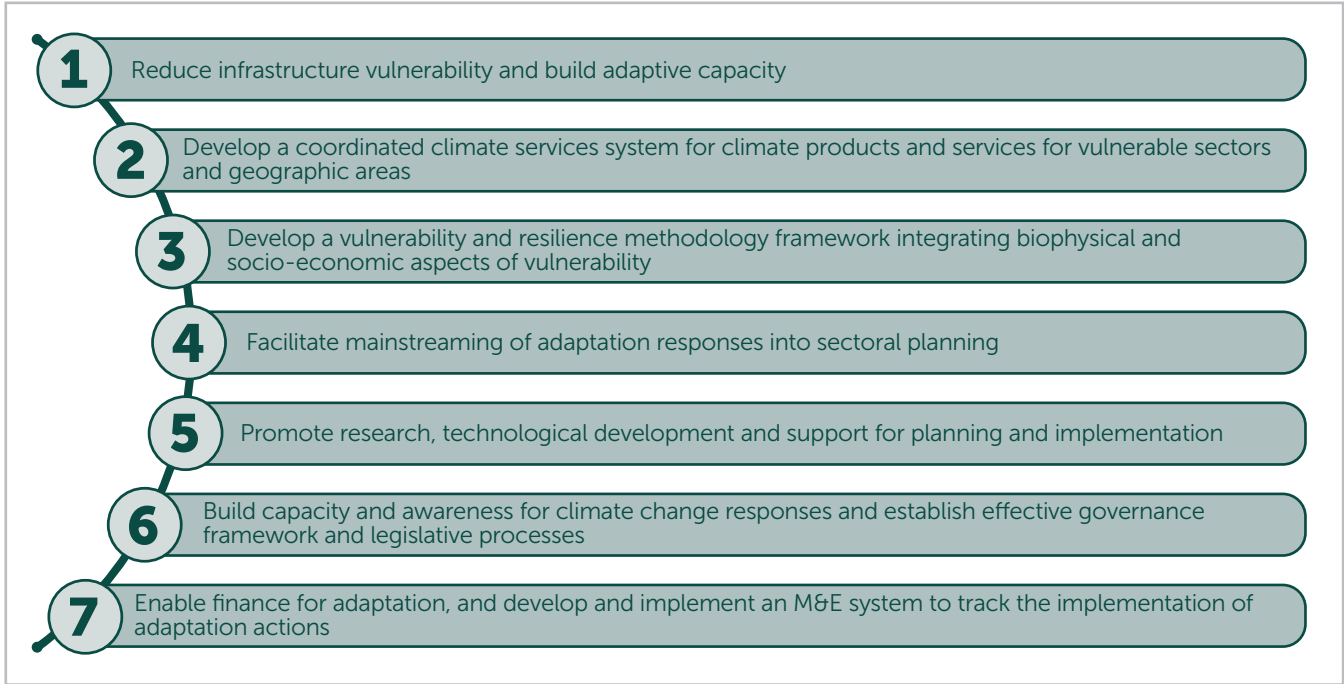 1
Reduce infrastructure vulnerability and build adaptive capacity
2
Develop a coordinated climate services system for climate products and services for vulnerable sectors
and geographic areas
3
Develop a vulnerability and resilience methodology framework integrating biophysical and
socio-economic aspects of vulnerability
4
Facilitate mainstreaming of adaptation responses into sectoral planning
5
Promote research, technological development and support for planning and implementation
6
Build capacity and awareness for climate change responses and establish effective governance
framework and legislative processes
7
Enable finance for adaptation, and develop and implement an M&E system to track the implementation of
adaptation actions